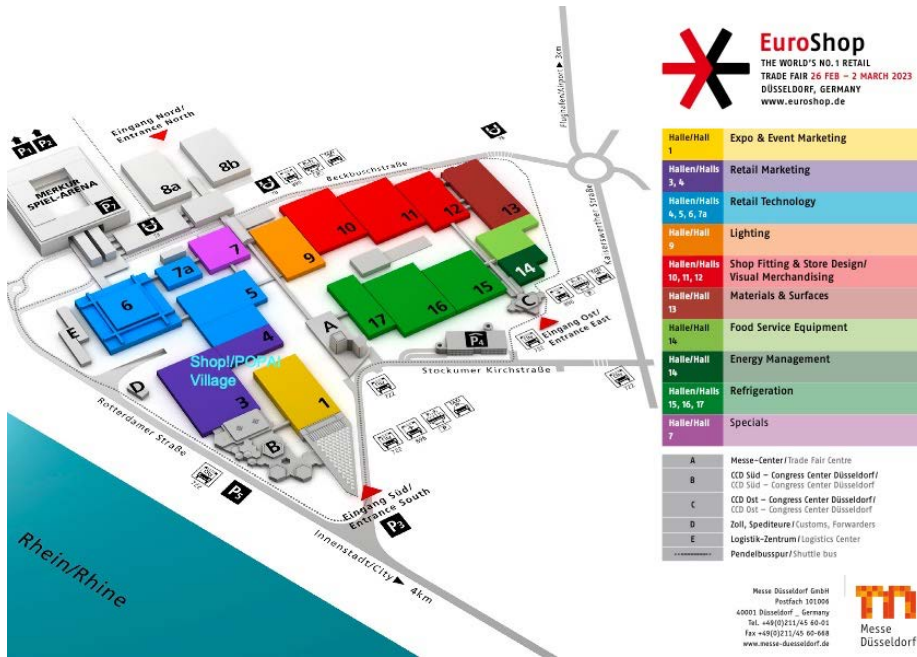 EuroShop
THE WORLD'S NO.1 RETAIL
TRADE FAIR 26 FEB – 2 MARCH 2023
DÜSSELDORF, GERMANY
www.euroshop.de
Flughafen/Airport 3km
Eingang Nord/
Entrance North
P1 P2
MERKUR
SPIEL-ARENA
P7
8a
8b
Beckbuschstraße
Kaiserswerther Straße
13
12
11
10
9
7
7a
6
5
4
14
15
16
17
A
C
Eingang Ost/
Entrance East
P4
Stockumer Kirchstraße
722
E
D
Shop!/POPAI
Village
3
1
B
722
Rotterdamer Straße
722
P5
Eingang Süd/
Entrance South
P3
Innenstadt/City 4km
Rhein/Rhine
Halle/Hall
1
Expo & Event Marketing
Hallen/Halls
3, 4
Retail Marketing
Hallen/Halls
4, 5, 6, 7a
Retail Technology
Halle/Hall
9
Lighting
Hallen/Halls
10, 11, 12
Shop Fitting & Store Design/
Visual Merchandising
Halle/Hall
13
Materials & Surfaces
Halle/Hall
14
Food Service Equipment
Halle/Hall
14
Energy Management
Hallen/Halls
15, 16, 17
Refrigeration
Halle/Hall
7
Specials
A Messe-Center/Trade Fair Centre
B CCD Süd – Congress Center Düsseldorf/
CCD Süd – Congress Center Düsseldorf
C CCD Ost – Congress Center Düsseldorf/
CCD Ost – Congress Center Düsseldorf
D Zoll, Spediteure/Customs, Forwarders
E Logistik-Zentrum/Logistics Center
Pendelbusspur/Shuttle bus
Messe Düsseldorf GmbH
Postfach 101006
40001 Düsseldorf _ Germany
Tel. +49(0)211/45 60-01
Fax +49(0)211/45 60-668
www.messe-duesseldorf.de
Messe
Düsseldorf